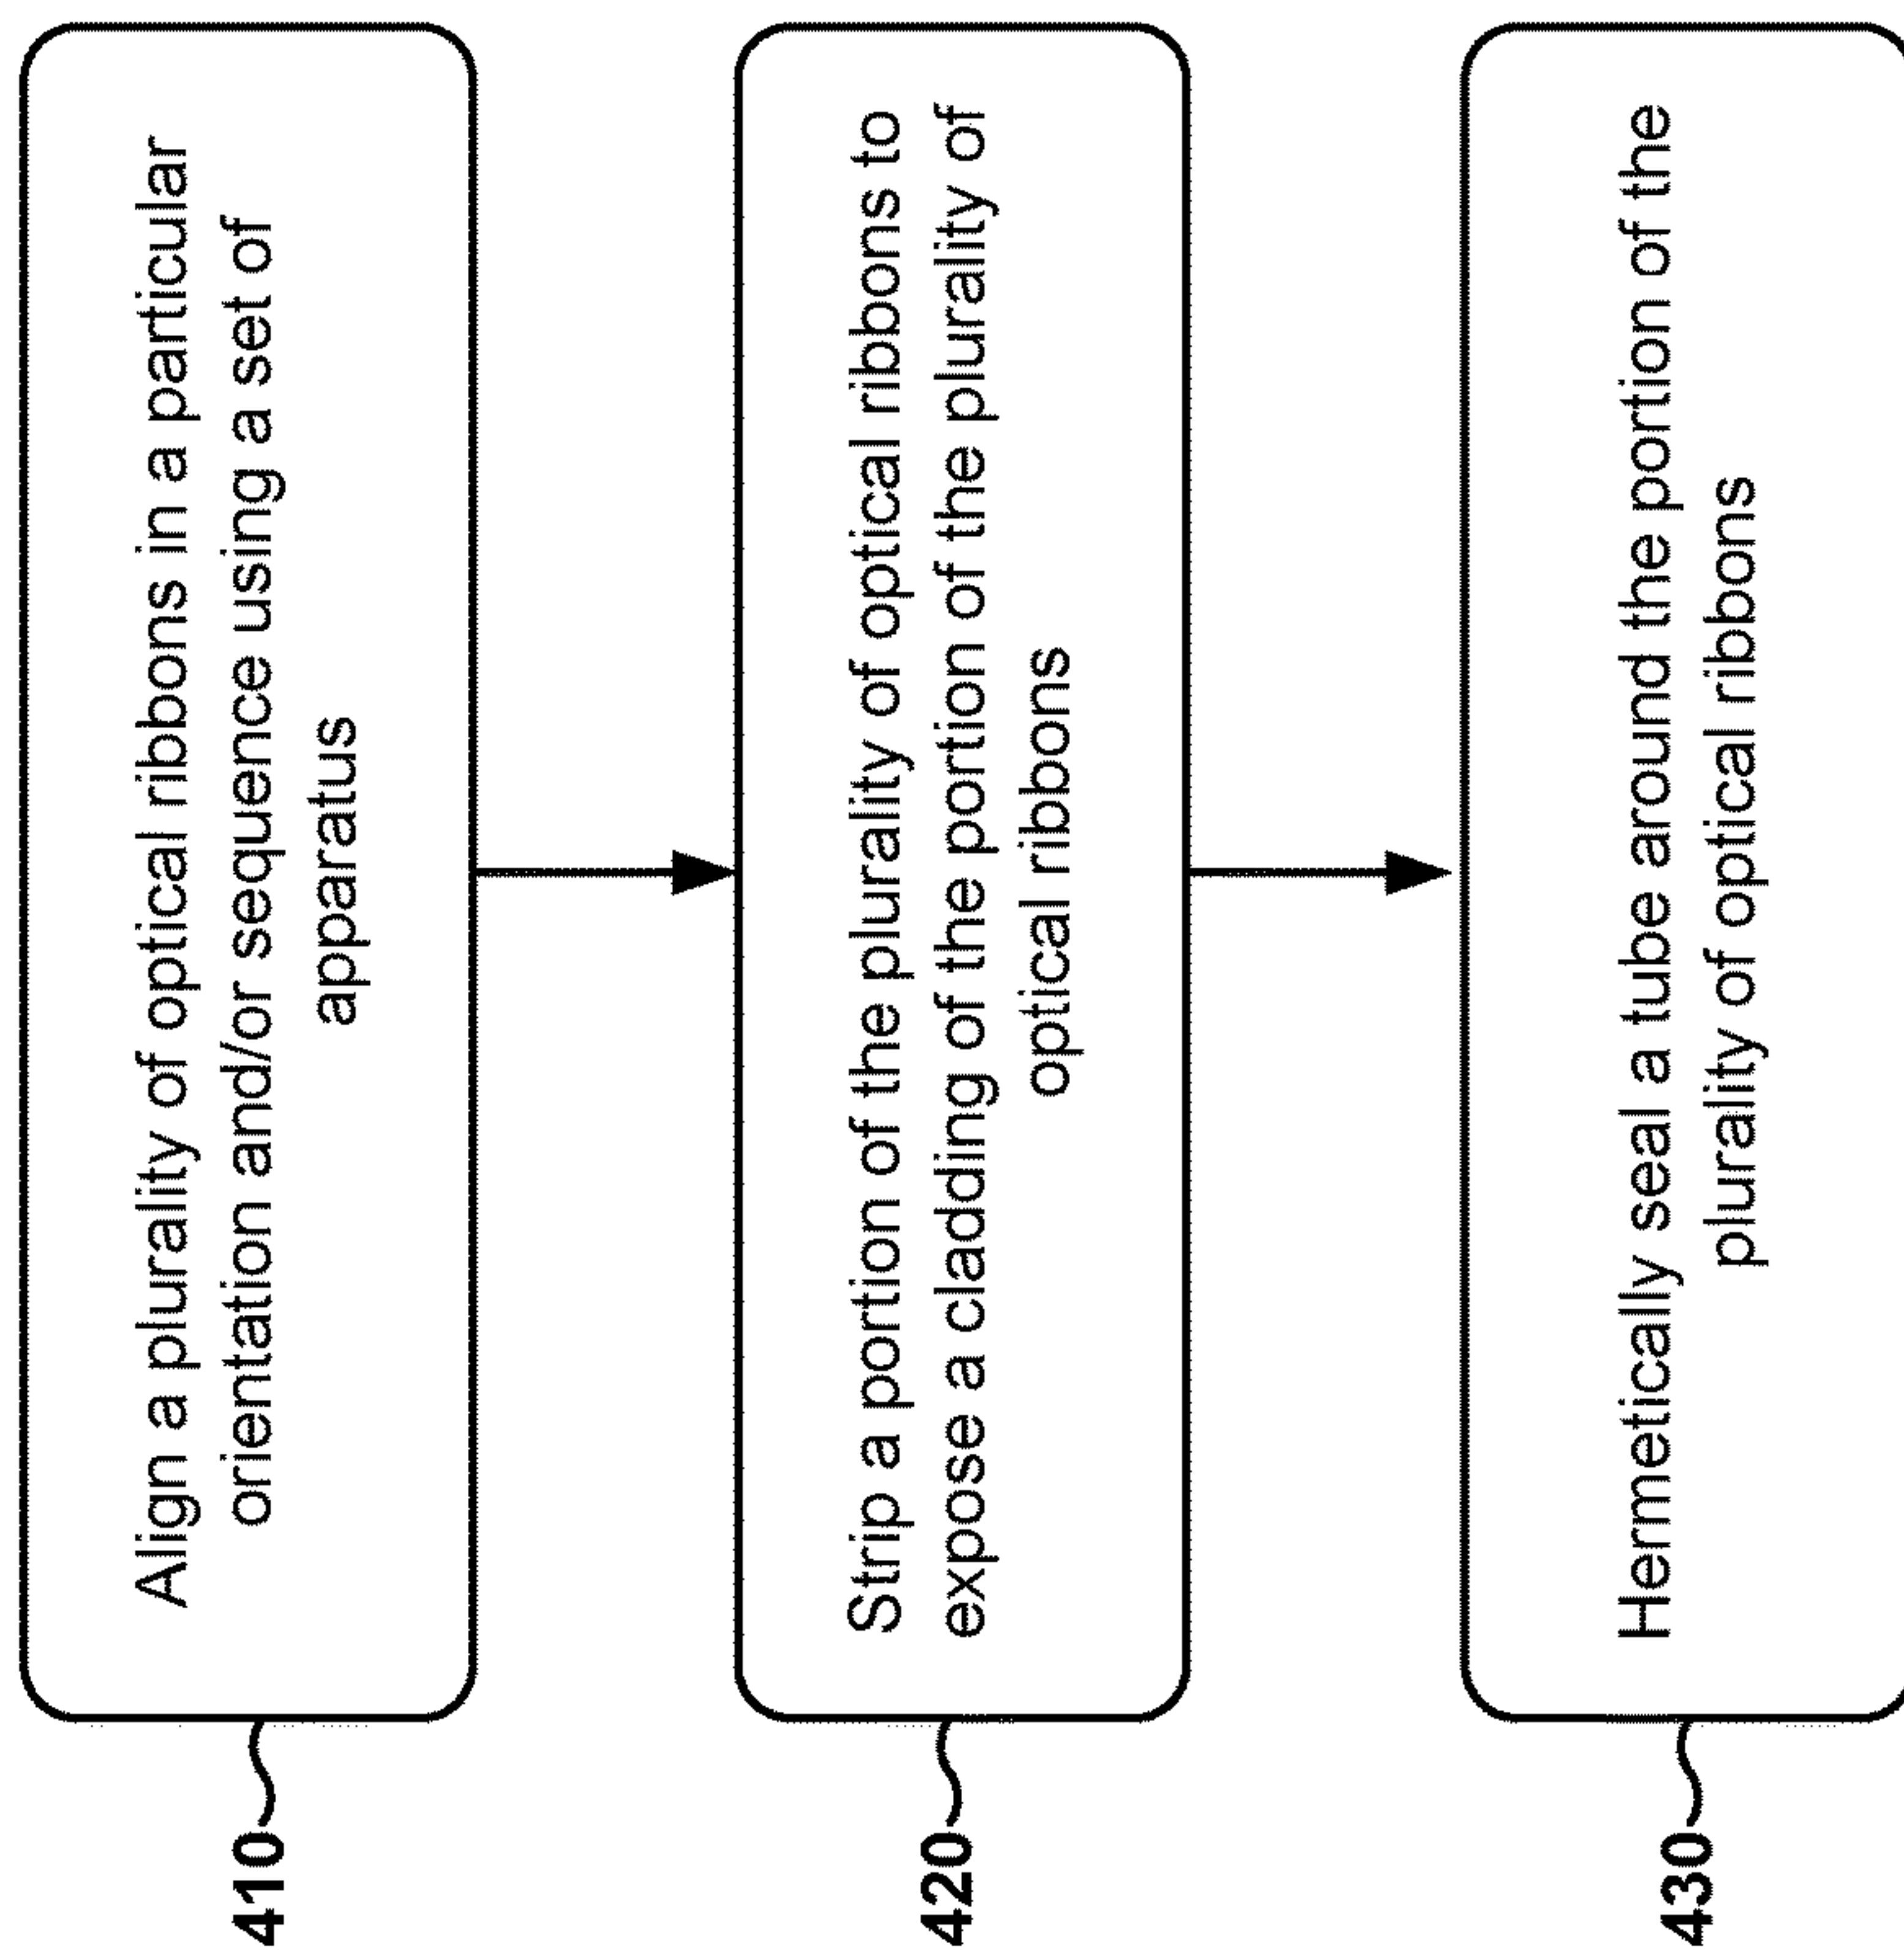 410
Align a plurality of optical ribbons in a particular
orientation and/or sequence using a set of
apparatus
420
Strip a portion of the plurality of optical ribbons to
expose a cladding of the portion of the plurality of
optical ribbons
430
Hermetically seal a tube around the portion of the
plurality of optical ribbons